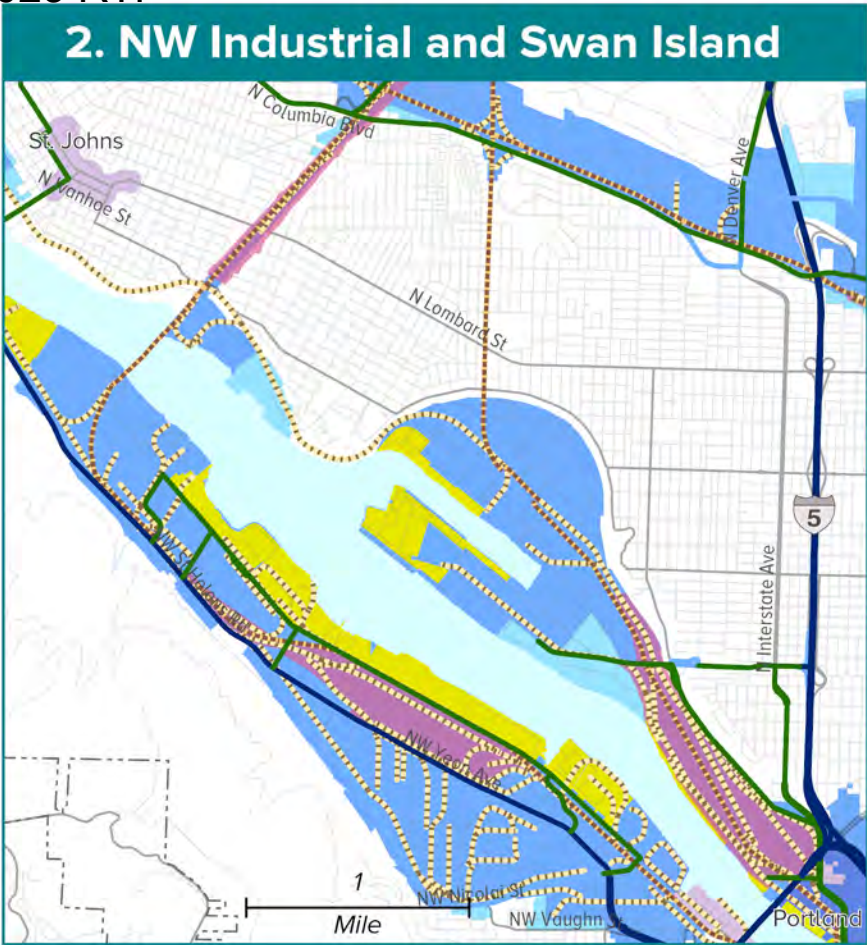 2. NW Industrial and Swan Island
N Columbia Blvd
St. Johns
N Ivanhoe St
N Denver Ave
N Lombard St
5
N Interstate Ave
NW Yeon Ave
1
Mile
NW Nicolai St
NW Vaughn St
Portland